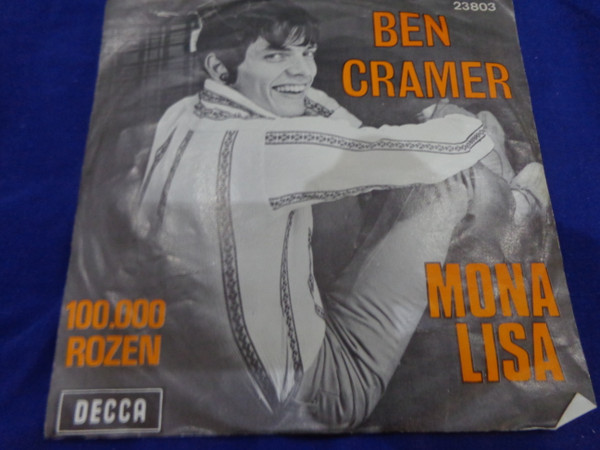 23803
BEN
CRAMER
MONA
LISA
100.000
ROZEN
DECCA